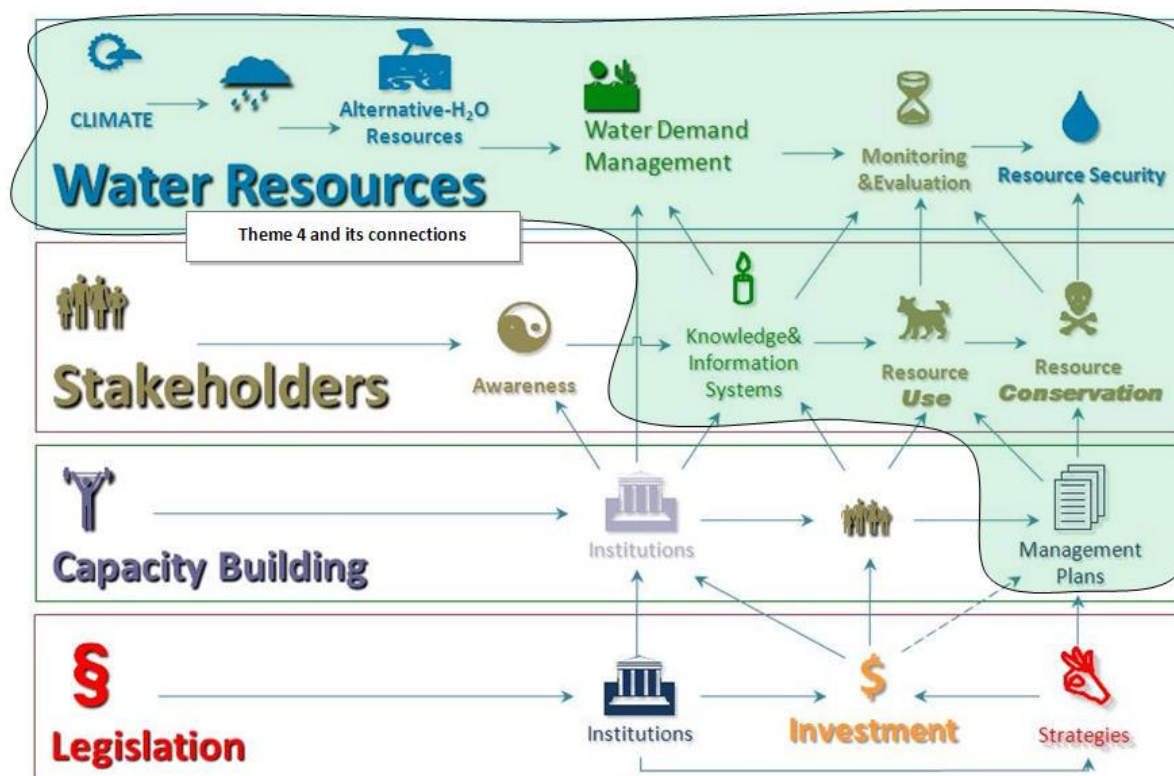 CLIMATE
Alternative-H₂O
Resources
Water Demand
Management
Monitoring
&Evaluation
Resource Security
Water Resources
Theme 4 and its connections
Stakeholders
Awareness
Knowledge&
Information
Systems
Resource
Use
Resource
Conservation
Capacity Building
Institutions
Management
Plans
§
Legislation
Institutions
$
Investment
Strategies